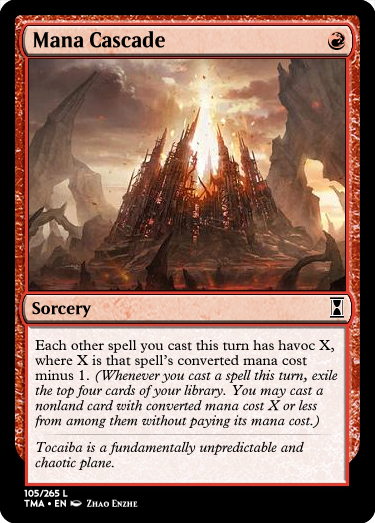 Mana Cascade
Sorcery
Each other spell you cast this turn has havoc X,
where X is that spell's converted mana cost
minus 1. (Whenever you cast a spell this turn, exile
the top four cards of your library. You may cast a
nonland card with converted mana cost X or less
from among them without paying its mana cost.)
Tocaiba is a fundamentally unpredictable and
chaotic plane.
105/265 L
TMA • EN Zhao Enzhe